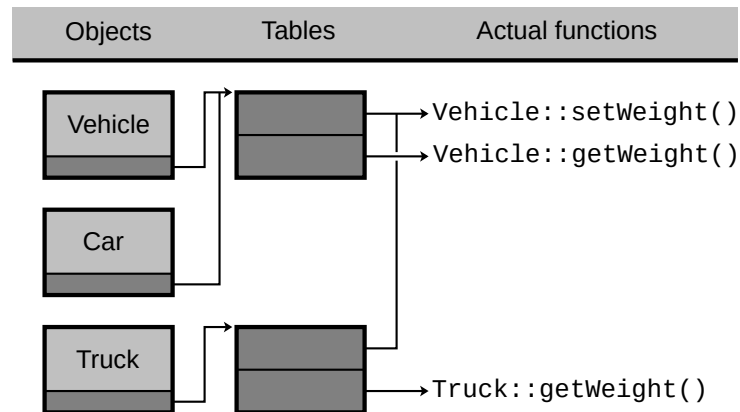 Objects Tables Actual functions
Vehicle Vehicle::setWeight()
Vehicle::getWeight()
Car
Truck
Truck::getWeight()